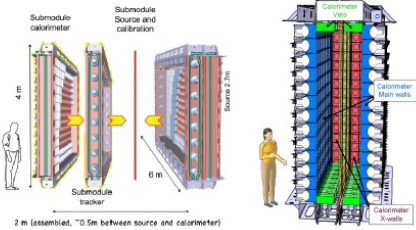 Submodule
calorimeter
Submodule
Source and
calibration
4 m
Source 2.7m
6 m
Submodule
tracker
2 m (assembled, ~0.5m between source and calorimeter)
Calorimeter
Veto
Calorimeter
Main walls
Calorimeter
X-walls